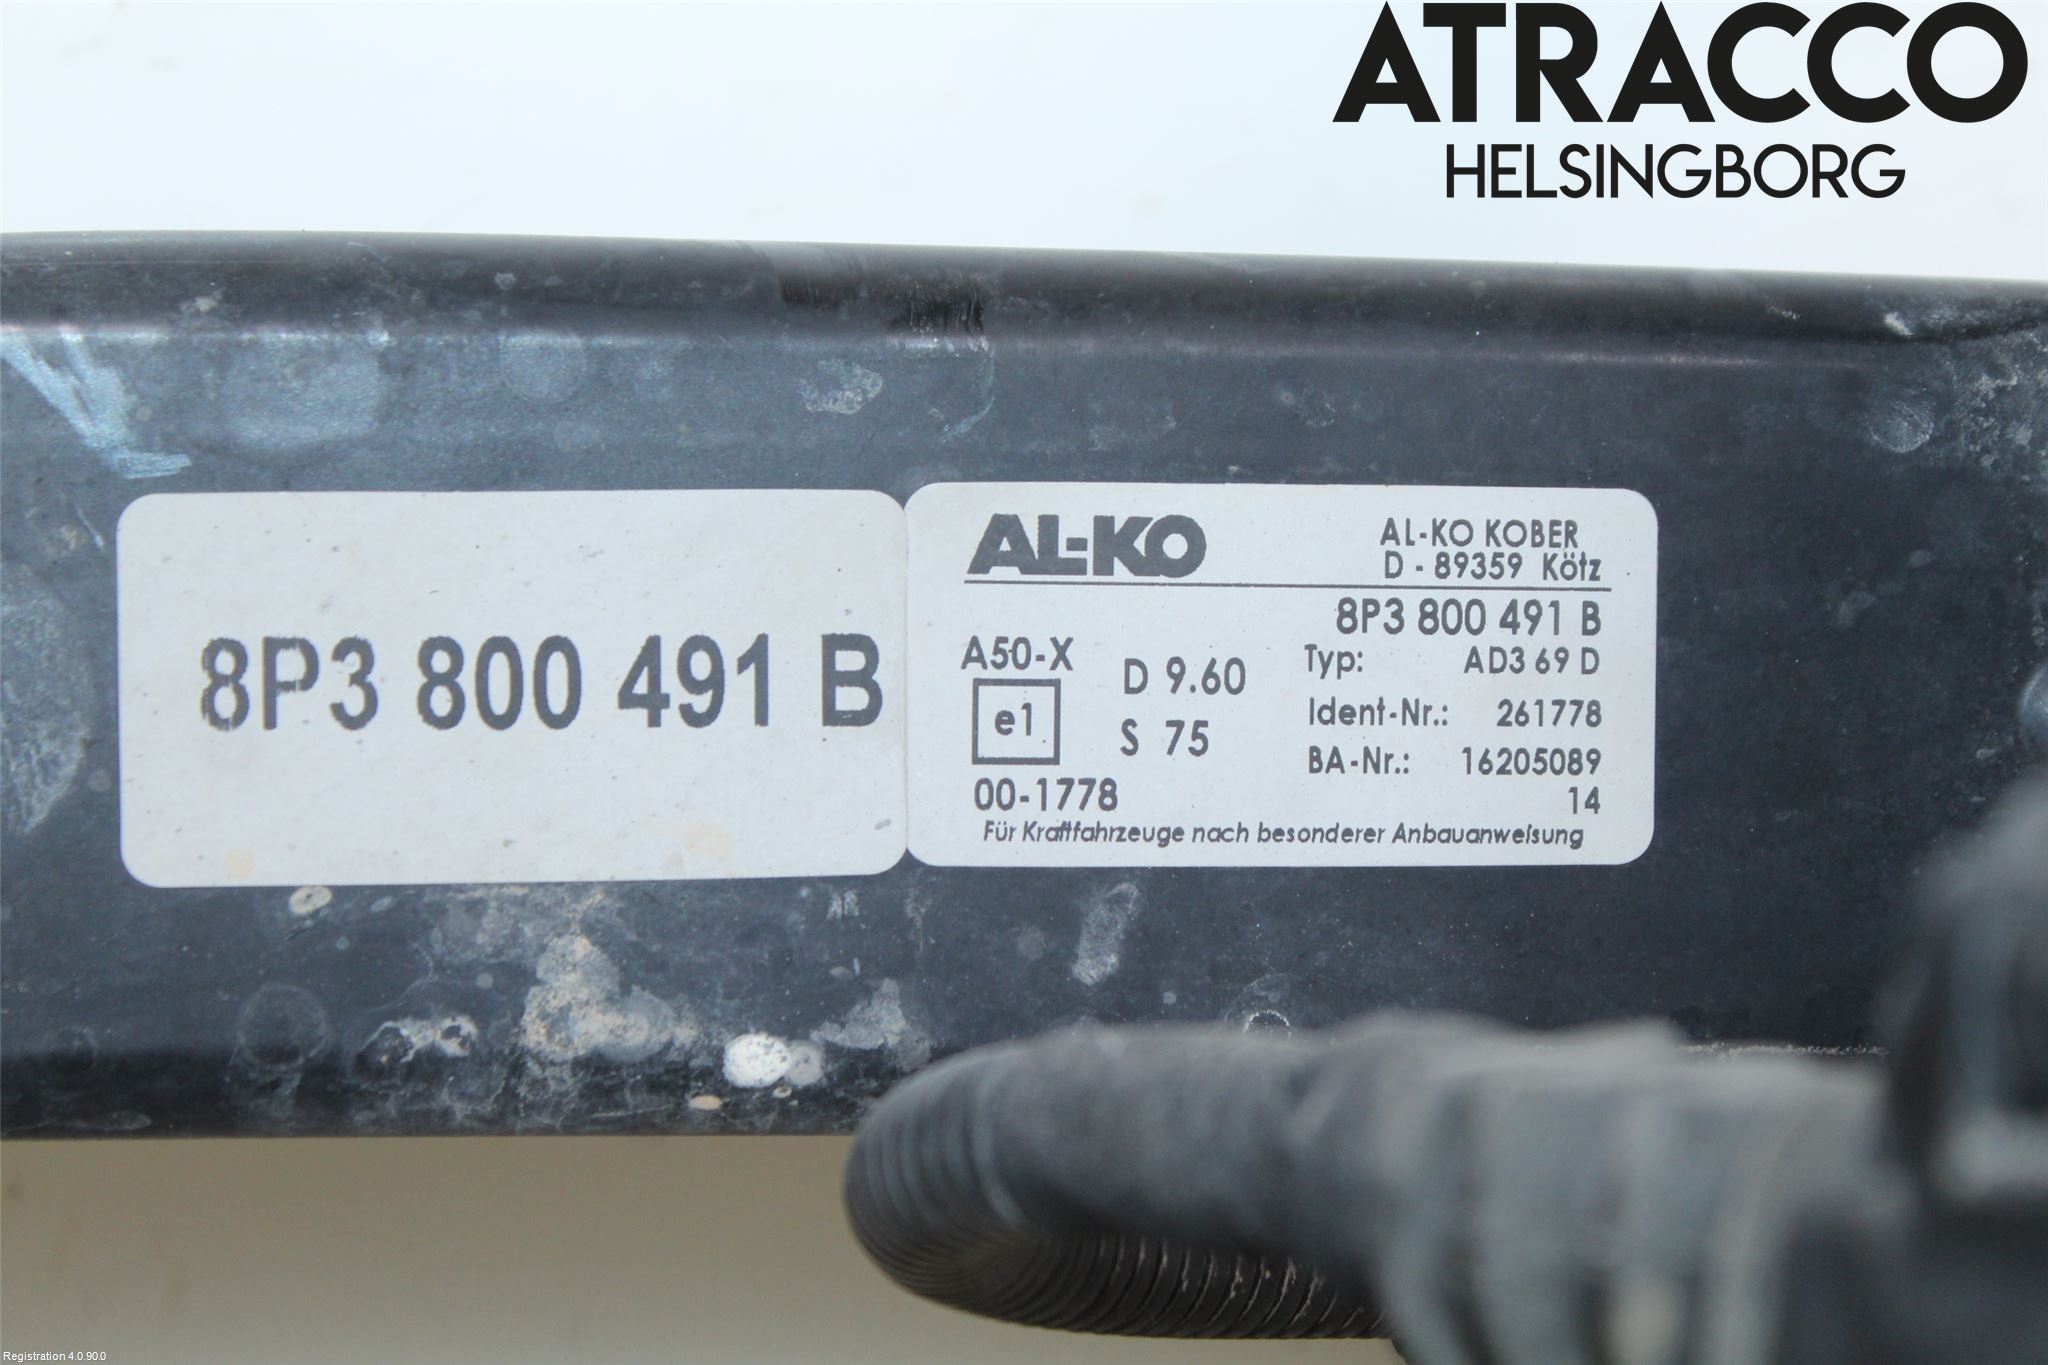 ATRACCO
HELSINGBORG
8P3 800 491 B
AL-KO
AL-KO KOBER
D - 89359 Kötz
8P3 800 491 B
A50-X
e1
00-1778
D 9.60
S 75
Typ: AD3 69 D
Ident-Nr.: 261778
BA-Nr.: 16205089
14
Für Kraftfahrzeuge nach besonderer Anbauanweisung
Registration 4.0.90.0